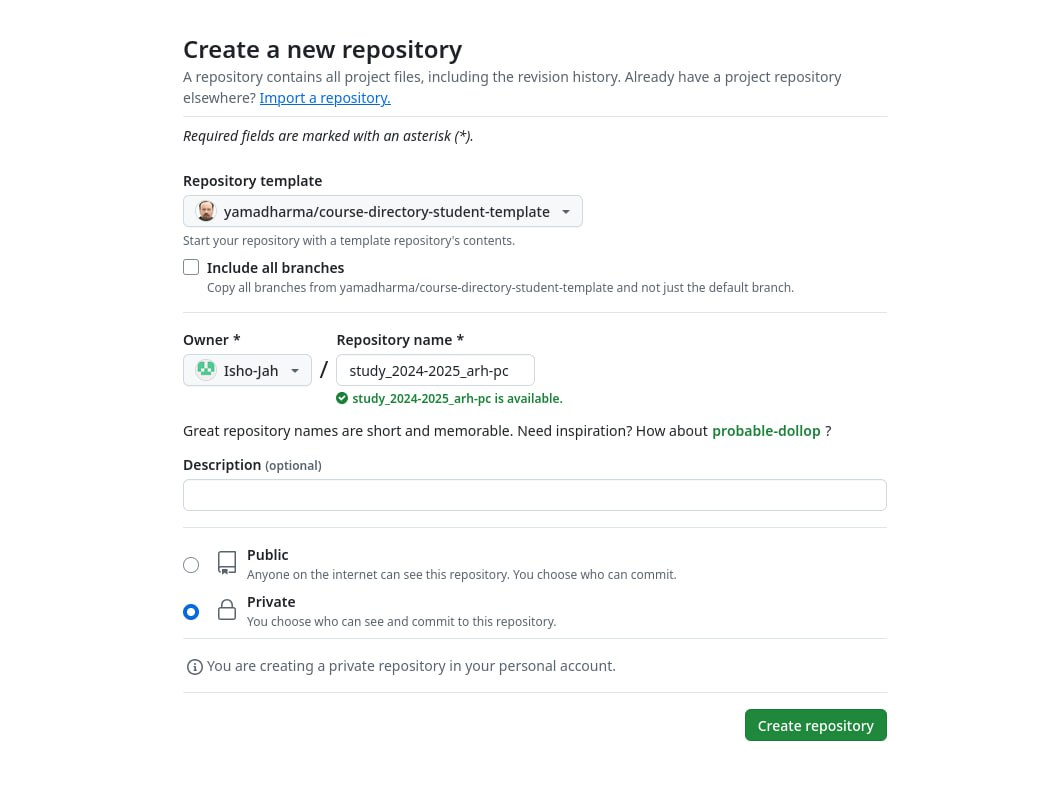 Create a new repository
A repository contains all project files, including the revision history. Already have a project repository
elsewhere? Import a repository.
Required fields are marked with an asterisk (*).
Repository template
yamadharma/course-directory-student-template
Start your repository with a template repository's contents.
Include all branches
Copy all branches from yamadharma/course-directory-student-template and not just the default branch.
Owner * Repository name *
Isho-Jah / study_2024-2025_arh-pc
study_2024-2025_arh-pc is available.
Great repository names are short and memorable. Need inspiration? How about probable-dollop ?
Description (optional)
Public
Anyone on the internet can see this repository. You choose who can commit.
Private
You choose who can see and commit to this repository.
You are creating a private repository in your personal account.
Create repository